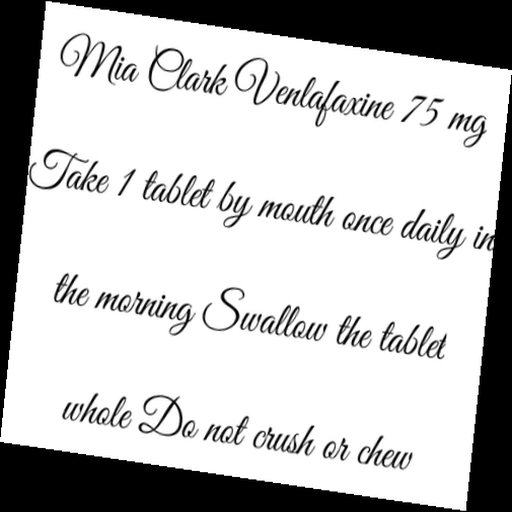 Mia Clark Venlafaxine 75 mg
Take 1 tablet by mouth once daily in
the morning Swallow the tablet
whole Do not crush or chew